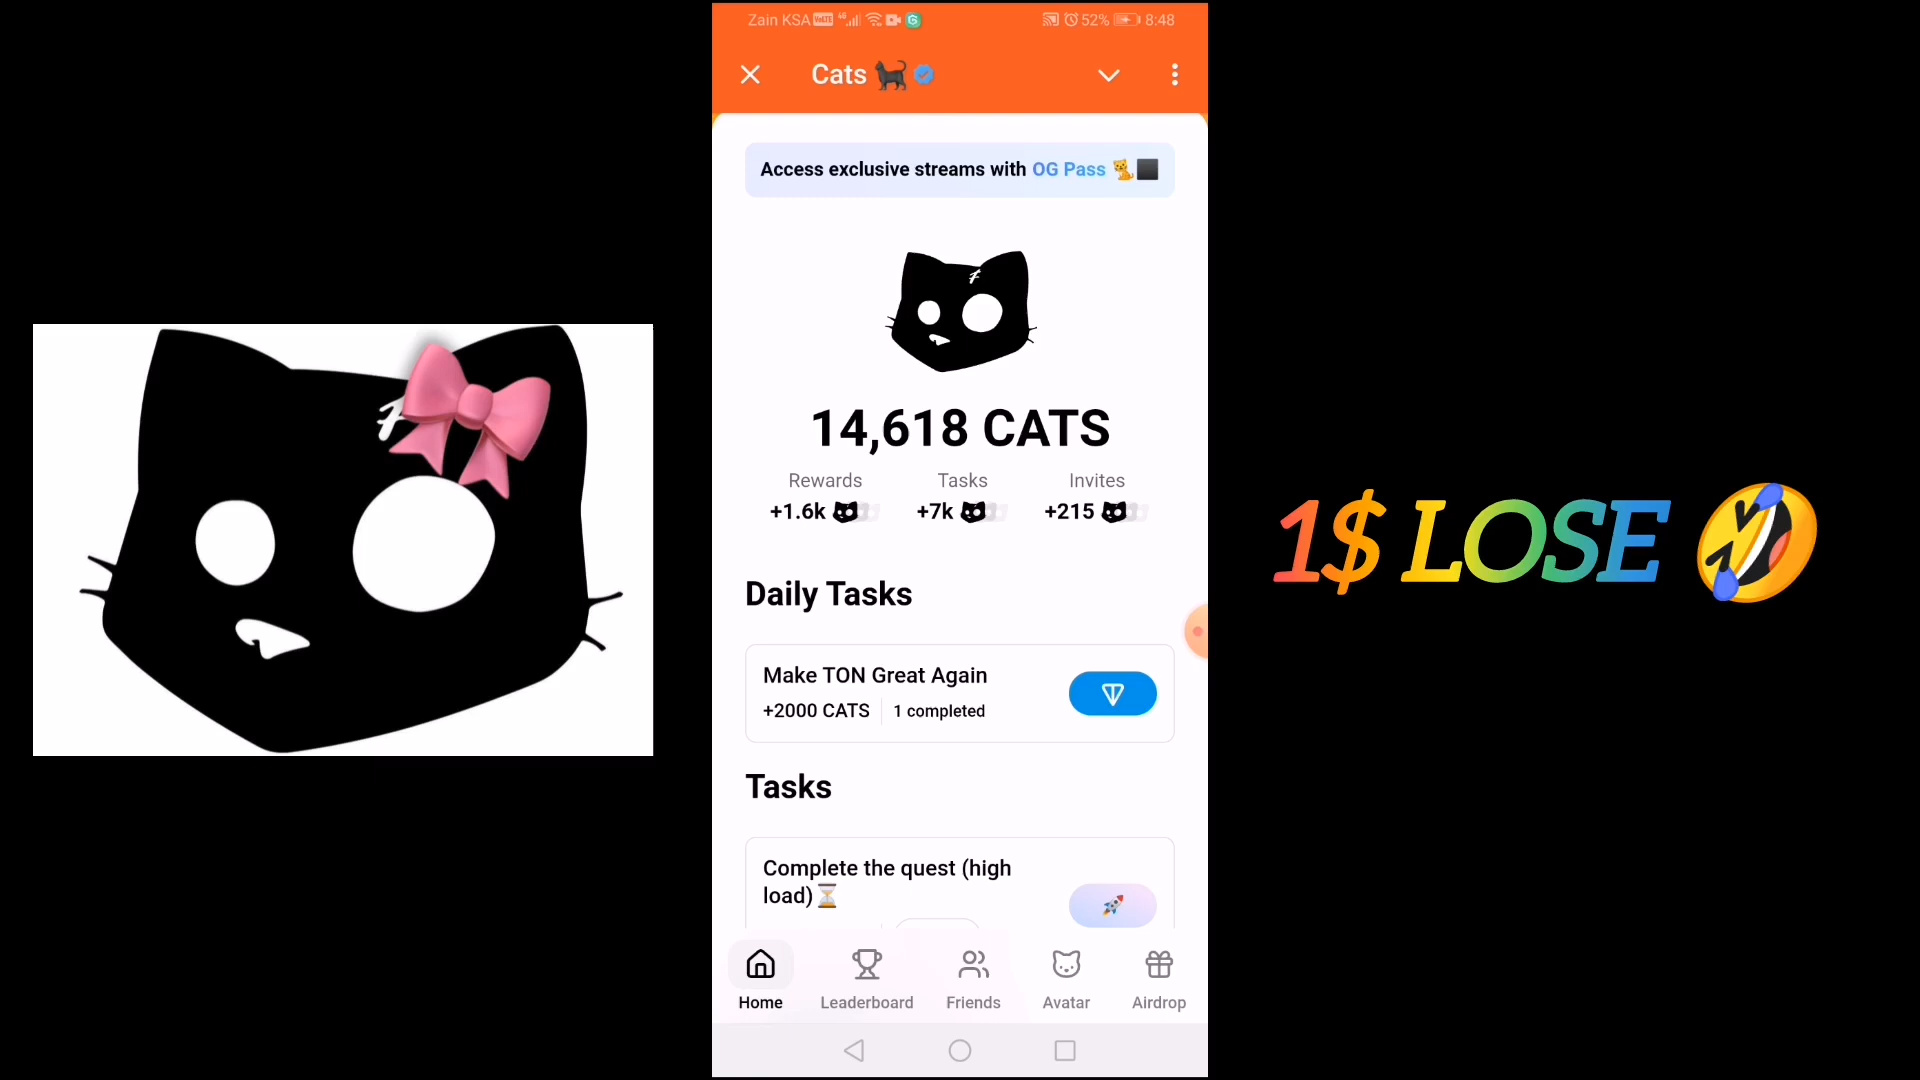 Zain KSA VoLTE 4G 52% 8:48
Cats
Access exclusive streams with OG Pass
14,618 CATS
Rewards Tasks Invites
+1.6k +7k +215
Daily Tasks
Make TON Great Again
+2000 CATS 1 completed
Tasks
Complete the quest (high
load)
Home Leaderboard Friends Avatar Airdrop
1$ LOSE